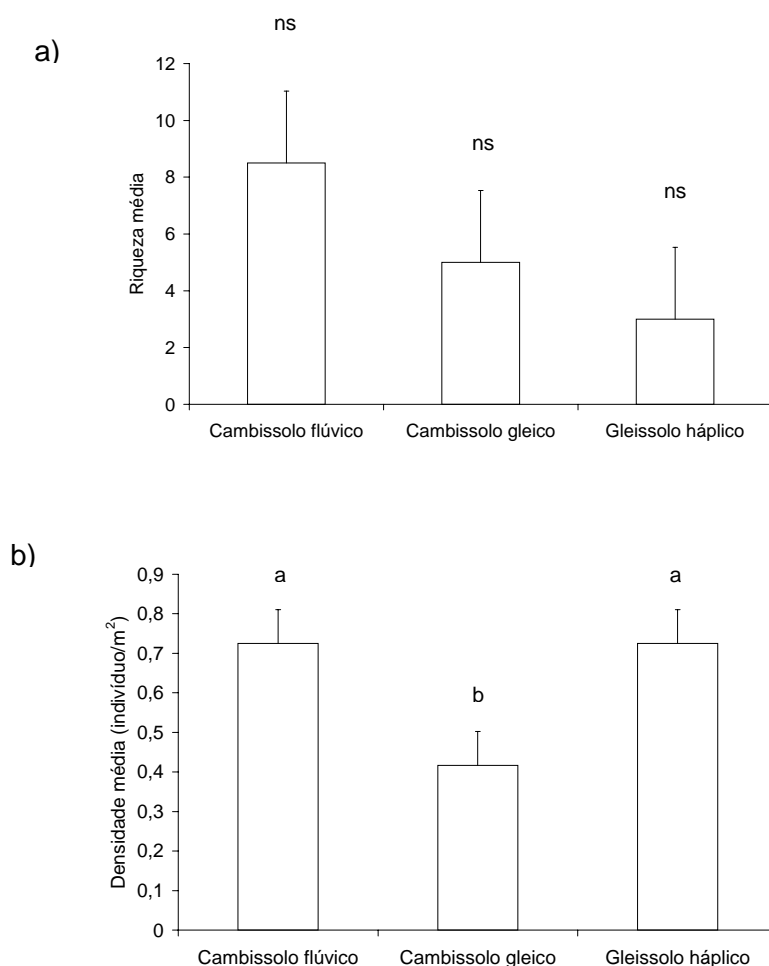 a)
ns
ns
ns
Riqueza média
12
10
8
6
4
2
0
Cambissolo flúvico Cambissolo gleico Gleissolo háplico
b)
a
b
a
Densidade média (indivíduo/m²)
0,9
0,8
0,7
0,6
0,5
0,4
0,3
0,2
0,1
0
Cambissolo flúvico Cambissolo gleico Gleissolo háplico